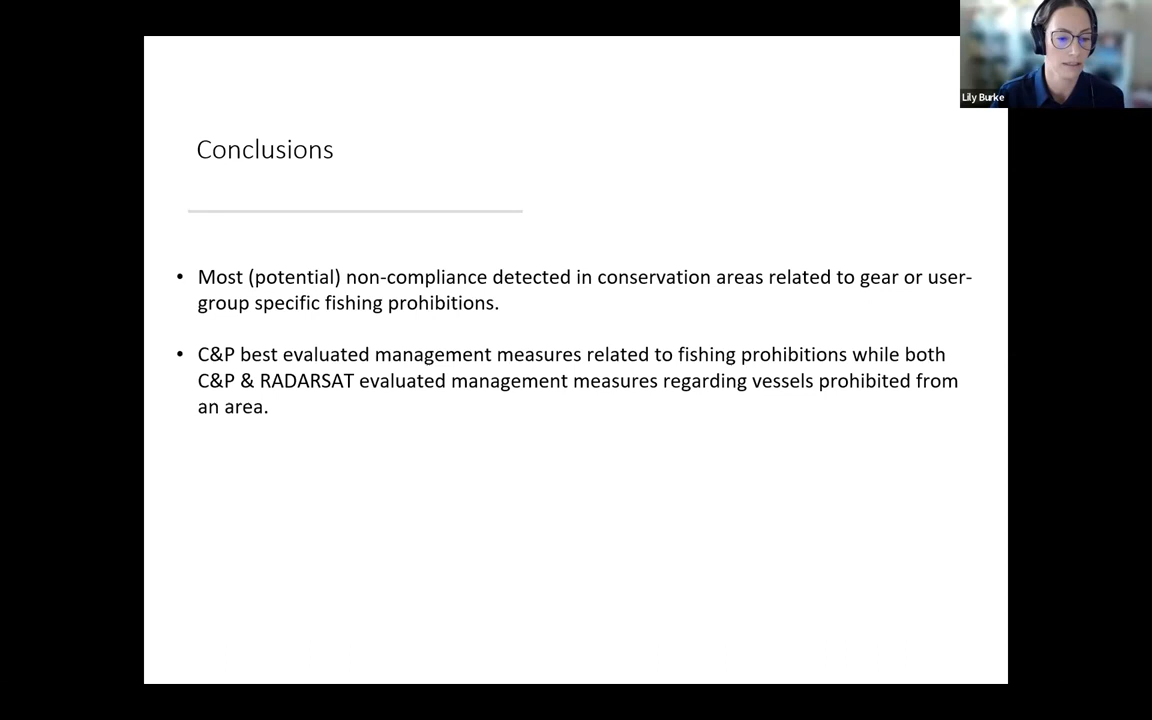 Lily Burke
Conclusions
• Most (potential) non-compliance detected in conservation areas related to gear or user-
group specific fishing prohibitions.
• C&P best evaluated management measures related to fishing prohibitions while both
C&P & RADARSAT evaluated management measures regarding vessels prohibited from
an area.